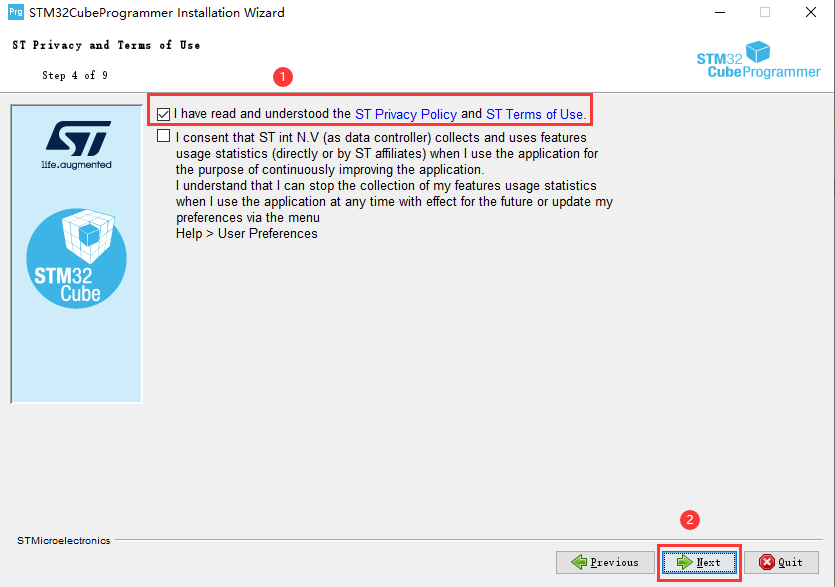 Prg STM32CubeProgrammer Installation Wizard
ST Privacy and Terms of Use
Step 4 of 9
STM32
CubeProgrammer
1
I have read and understood the ST Privacy Policy and ST Terms of Use.
I consent that ST int N.V (as data controller) collects and uses features
usage statistics (directly or by ST affiliates) when I use the application for
the purpose of continuously improving the application.
I understand that I can stop the collection of my features usage statistics
when I use the application at any time with effect for the future or update my
preferences via the menu
Help > User Preferences
ST
life.augmented
STM32
Cube
STMicroelectronics
2
Previous
Next
Quit